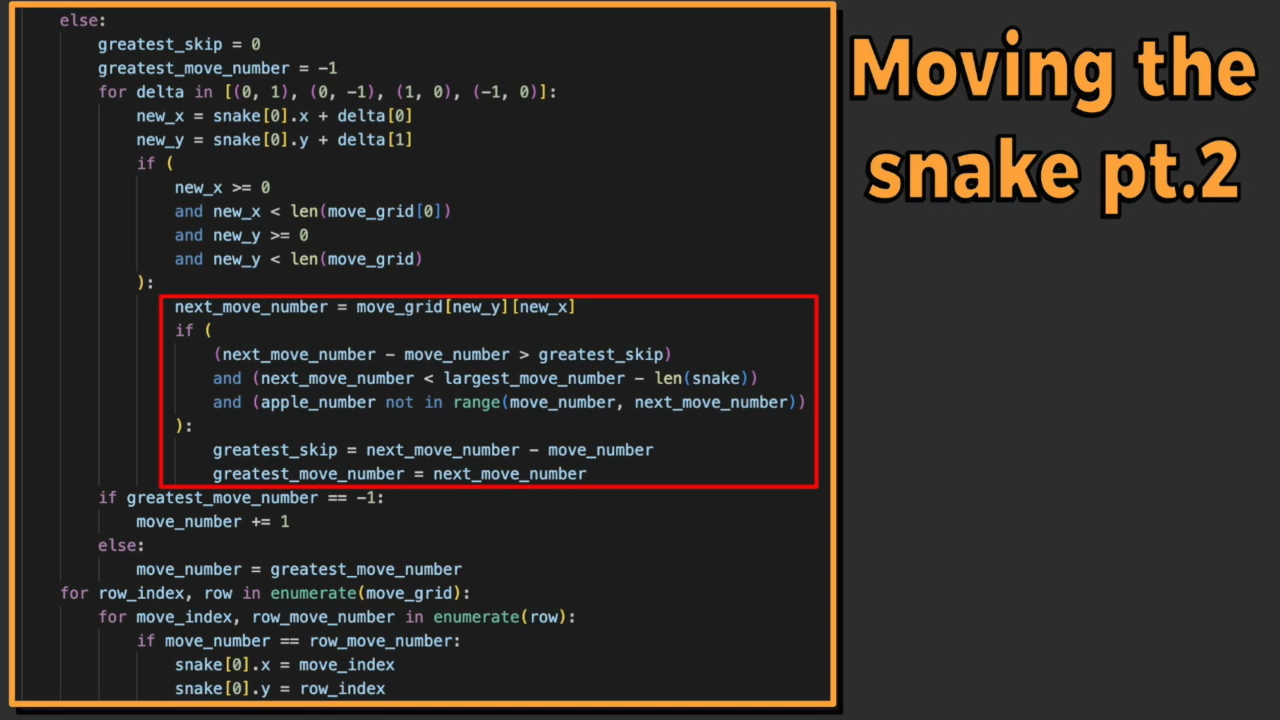 else:
greatest_skip = 0
greatest_move_number = -1
for delta in [(0, 1), (0, -1), (1, 0), (-1, 0)]:
new_x = snake[0].x + delta[0]
new_y = snake[0].y + delta[1]
if (
new_x >= 0
and new_x < len(move_grid[0])
and new_y >= 0
and new_y < len(move_grid)
):
next_move_number = move_grid[new_y][new_x]
if (
(next_move_number - move_number > greatest_skip)
and (next_move_number < largest_move_number - len(snake))
and (apple_number not in range(move_number, next_move_number))
):
greatest_skip = next_move_number - move_number
greatest_move_number = next_move_number
if greatest_move_number == -1:
move_number += 1
else:
move_number = greatest_move_number
for row_index, row in enumerate(move_grid):
for move_index, row_move_number in enumerate(row):
if move_number == row_move_number:
snake[0].x = move_index
snake[0].y = row_index
Moving the
snake pt.2